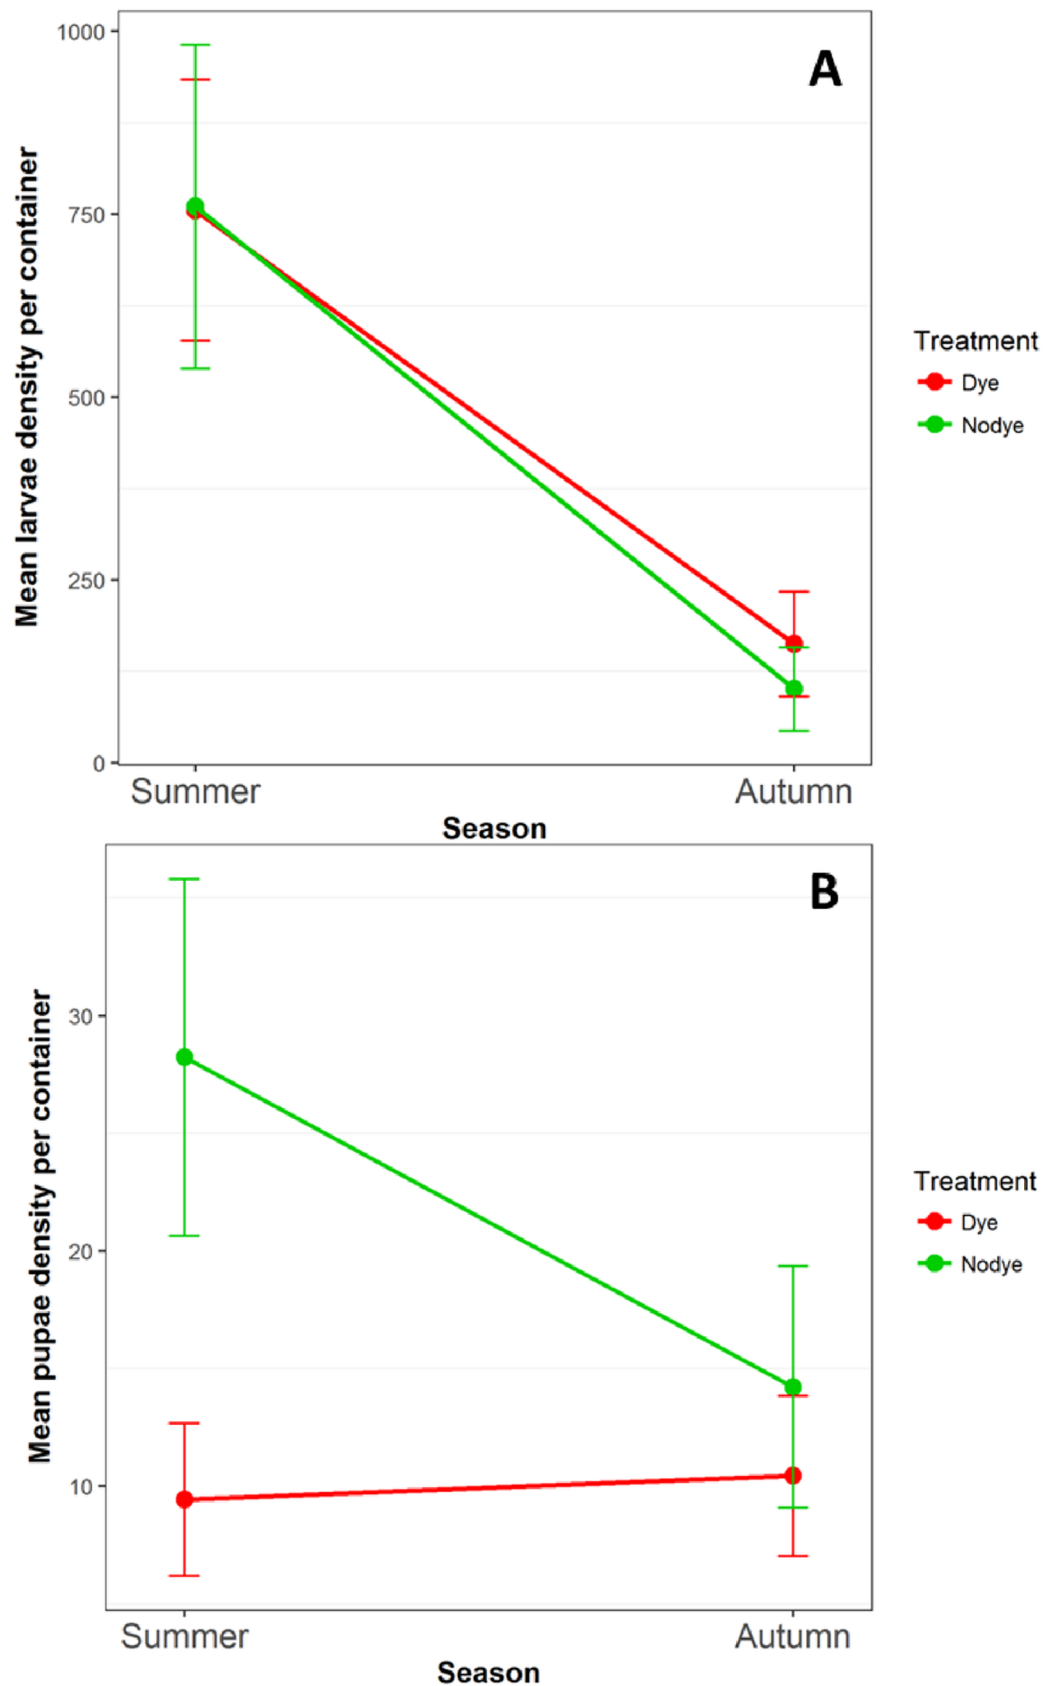 A
1000
750
500
250
0
Mean larvae density per container
Summer
Autumn
Season
Treatment
Dye
Nodye
B
30
20
10
Mean pupae density per container
Summer
Autumn
Season
Treatment
Dye
Nodye